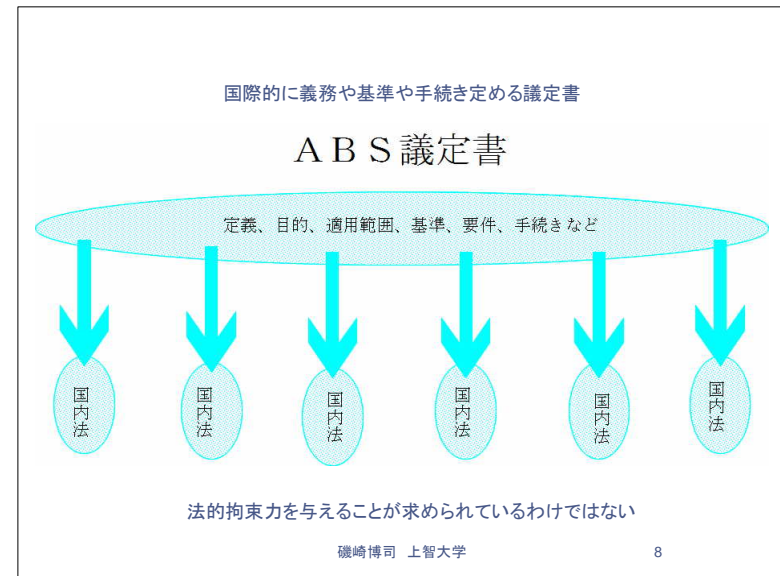 国際的に義務や基準や手続き定める議定書
ＡＢＳ議定書
定義、目的、適用範囲、基準、要件、手続きなど
国内法
国内法
国内法
国内法
国内法
国内法
法的拘束力を与えることが求められているわけではない
磯崎博司 上智大学 8